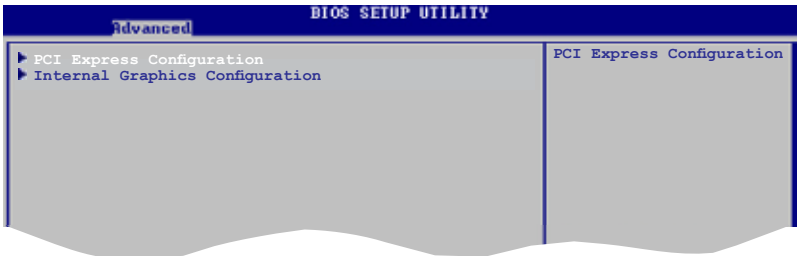 BIOS SETUP UTILITY
Advanced
PCI Express Configuration
Internal Graphics Configuration
PCI Express Configuration